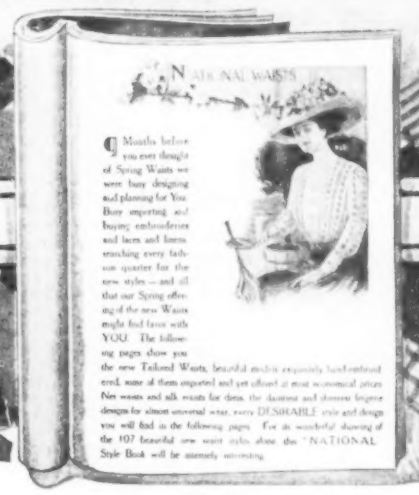 NATIONAL WAISTS
¶ Months before
you ever thought
of Spring Waists we
were busy designing
and planning for You.
Busy importing and
buying embroideries
and laces and linens,
searching every fash-
ion quarter for the
new styles — and all
that our Spring offer-
ing of the new Waists
might find favor with
YOU. The follow-
ing pages show you
the new Tailored Waists, beautiful models exquisitely hand-embroid-
ered, some of them imported and yet offered at most economical prices.
Net waists and silk waists for dress, the daintiest and sheerest lingerie
designs for almost universal wear, every DESIRABLE style and design
you will find in the following pages. For its wonderful showing of
the 107 beautiful new waist styles alone this "NATIONAL
Style Book will be intensely interesting.